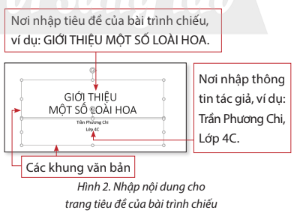 Nơi nhập tiêu đề của bài trình chiếu,
ví dụ: GIỚI THIỆU MỘT SỐ LOÀI HOA.
GIỚI THIỆU
MỘT SỐ LOÀI HOA
Trần Phương Chi
Lớp 4C
Nơi nhập thông
tin tác giả, ví dụ:
Trần Phương Chi,
Lớp 4C.
Các khung văn bản
Hình 2. Nhập nội dung cho
trang tiêu đề của bài trình chiếu